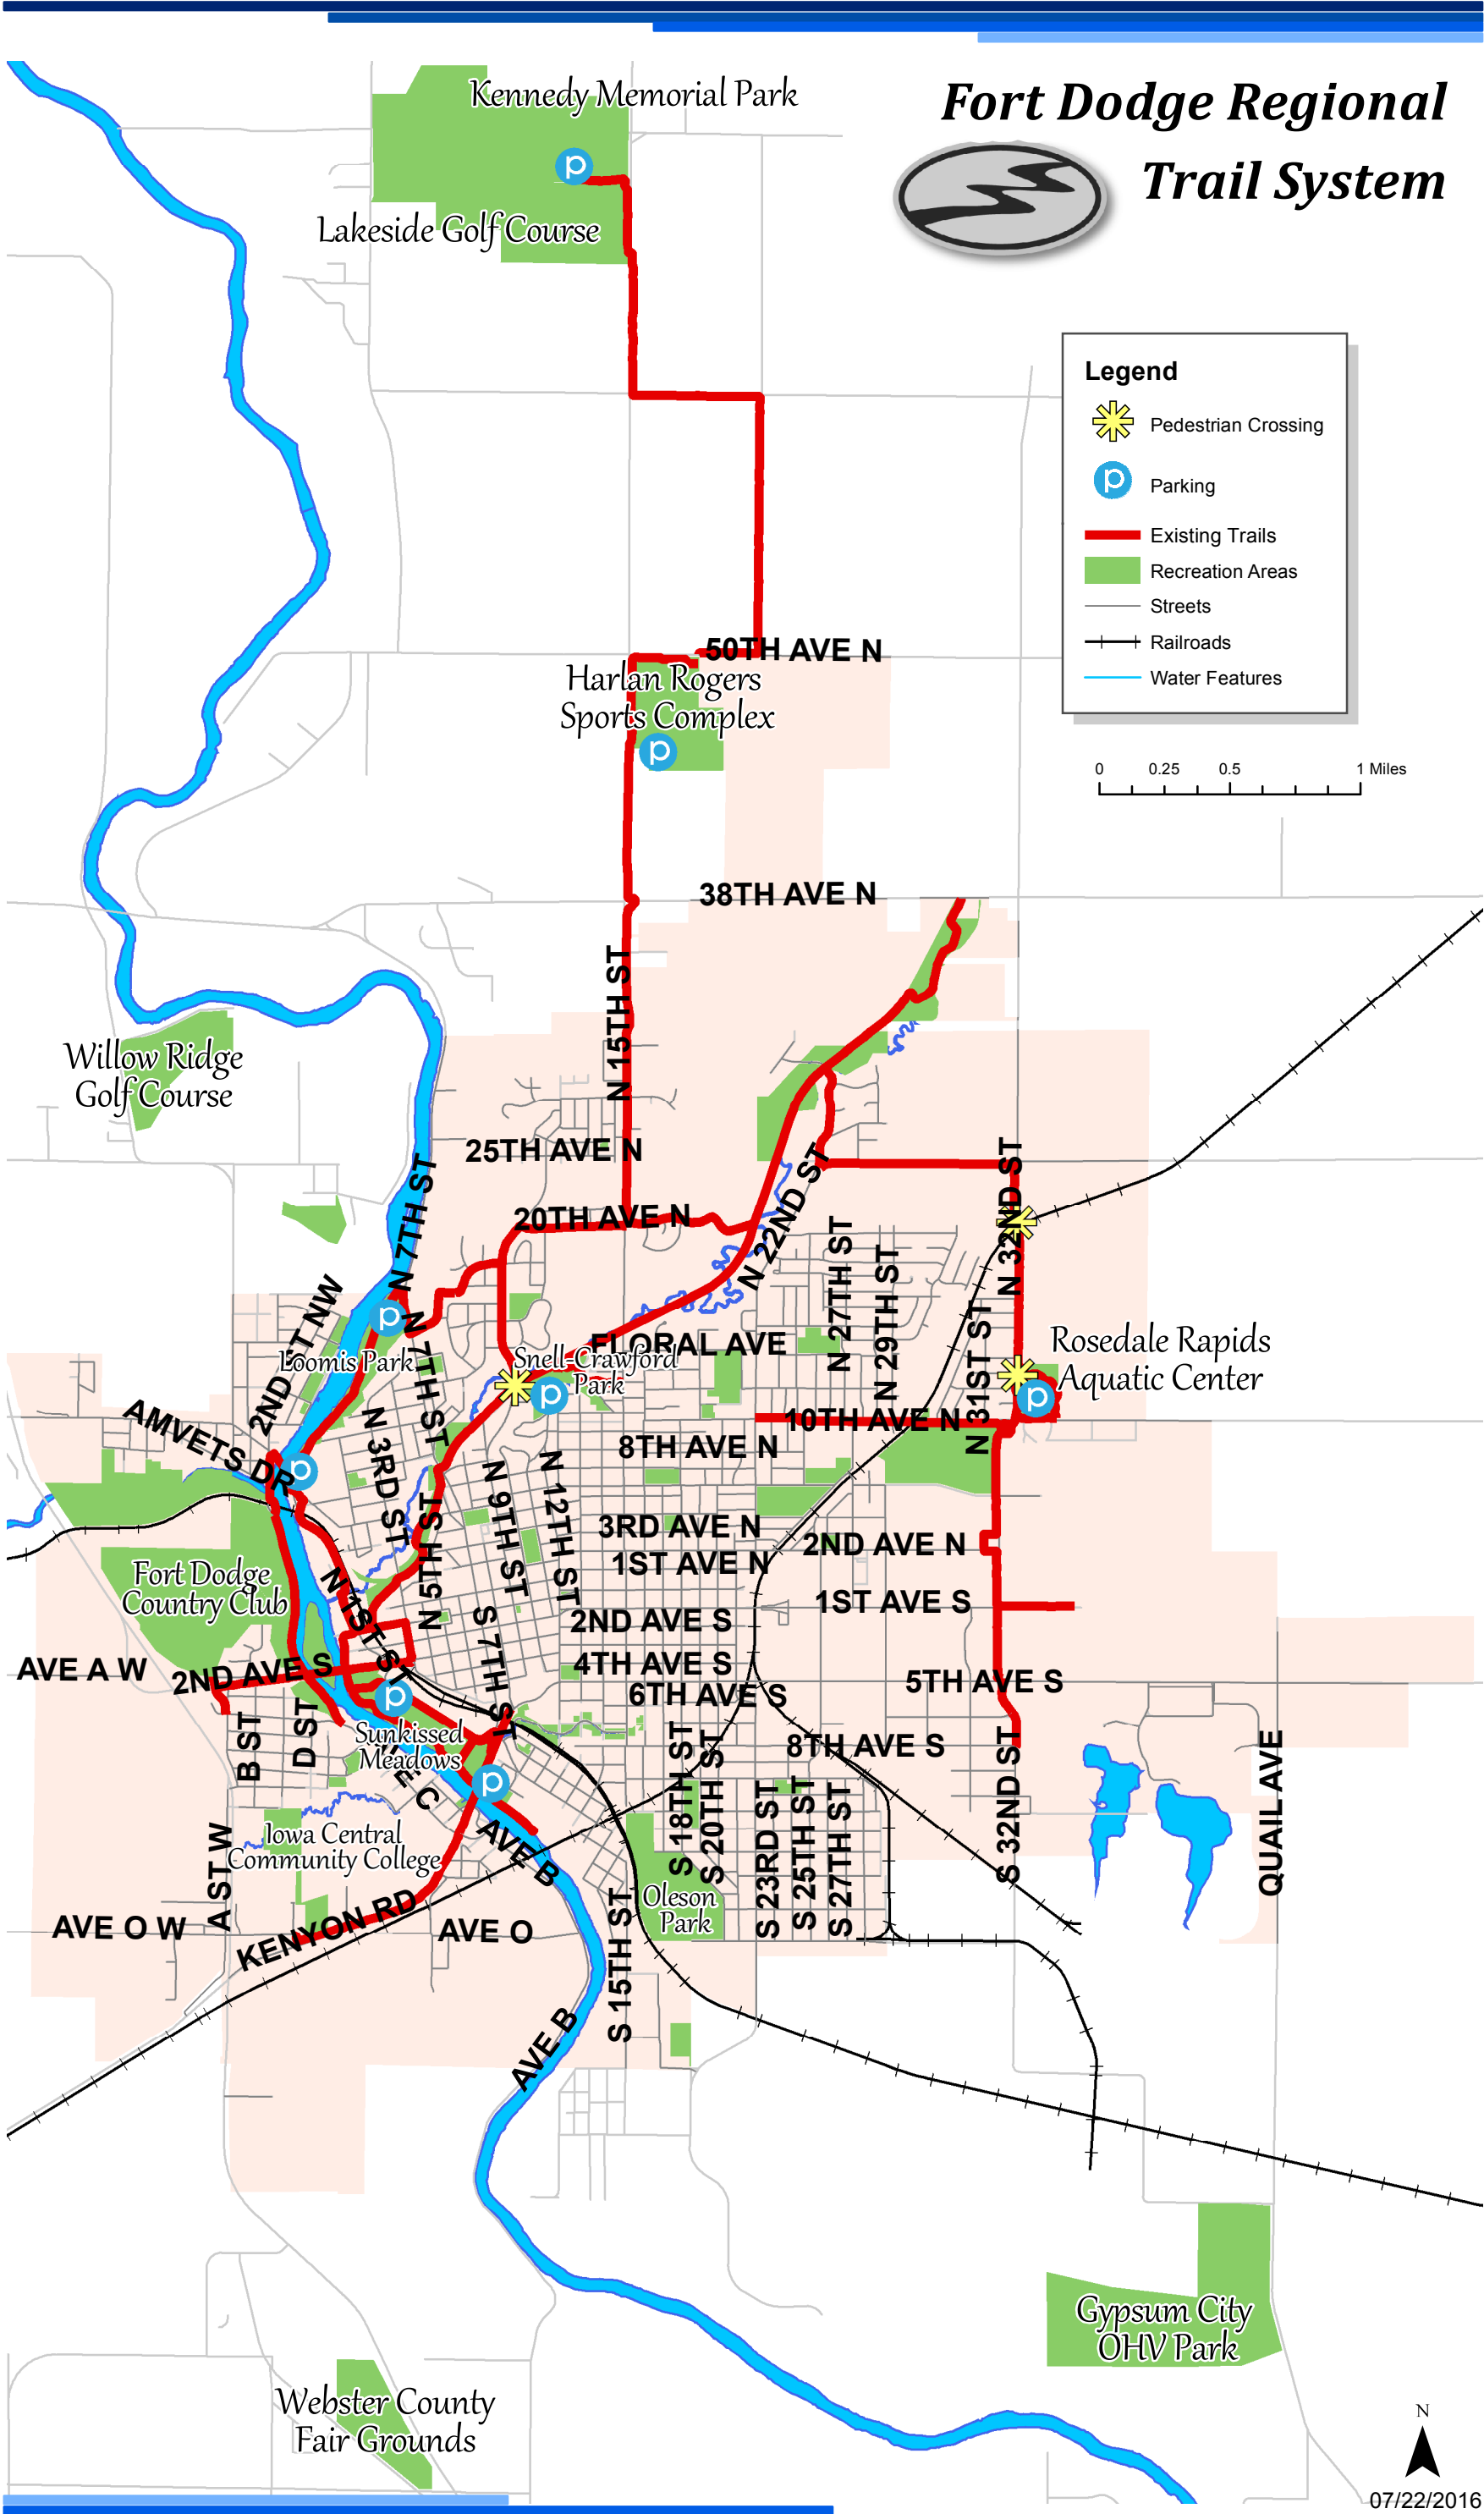 Kennedy Memorial Park
Fort Dodge Regional
Trail System
Lakeside Golf Course
Legend
Pedestrian Crossing
p
Parking
Existing Trails
Recreation Areas
Streets
Railroads
Water Features
p
50TH AVE N
Harlan Rogers
Sports Complex
p
0 0.25 0.5 1 Miles
38TH AVE N
N 15TH ST
Willow Ridge
Golf Course
25TH AVE N
N 7TH ST
N 22ND ST
N 32ND ST
20TH AVE N
N 27TH ST
N 29TH ST
N 31ST ST
2ND ST NW
p
Loomis Park
N 7TH ST
FLORAL AVE
Snell-Crawford
Park
p
Rosedale Rapids
Aquatic Center
p
AMVETS DR
p
N 3RD ST
10TH AVE N
8TH AVE N
N 9TH ST
N 12TH ST
N 5TH ST
3RD AVE N
2ND AVE N
1ST AVE N
Fort Dodge
Country Club
N 1ST ST
1ST AVE S
2ND AVE S
S 7TH ST
AVE A W
2ND AVE S
4TH AVE S
5TH AVE S
6TH AVE S
p
Sunkissed
Meadows
B ST
D ST
AVE C
8TH AVE S
S 18TH ST
S 20TH ST
S 32ND ST
QUAIL AVE
p
AVE B
Iowa Central
Community College
A ST W
S 23RD ST
S 25TH ST
S 27TH ST
Oleson
Park
AVE O W
KENYON RD
AVE O
S 15TH ST
AVE B
Gypsum City
OHV Park
Webster County
Fair Grounds
N
07/22/2016